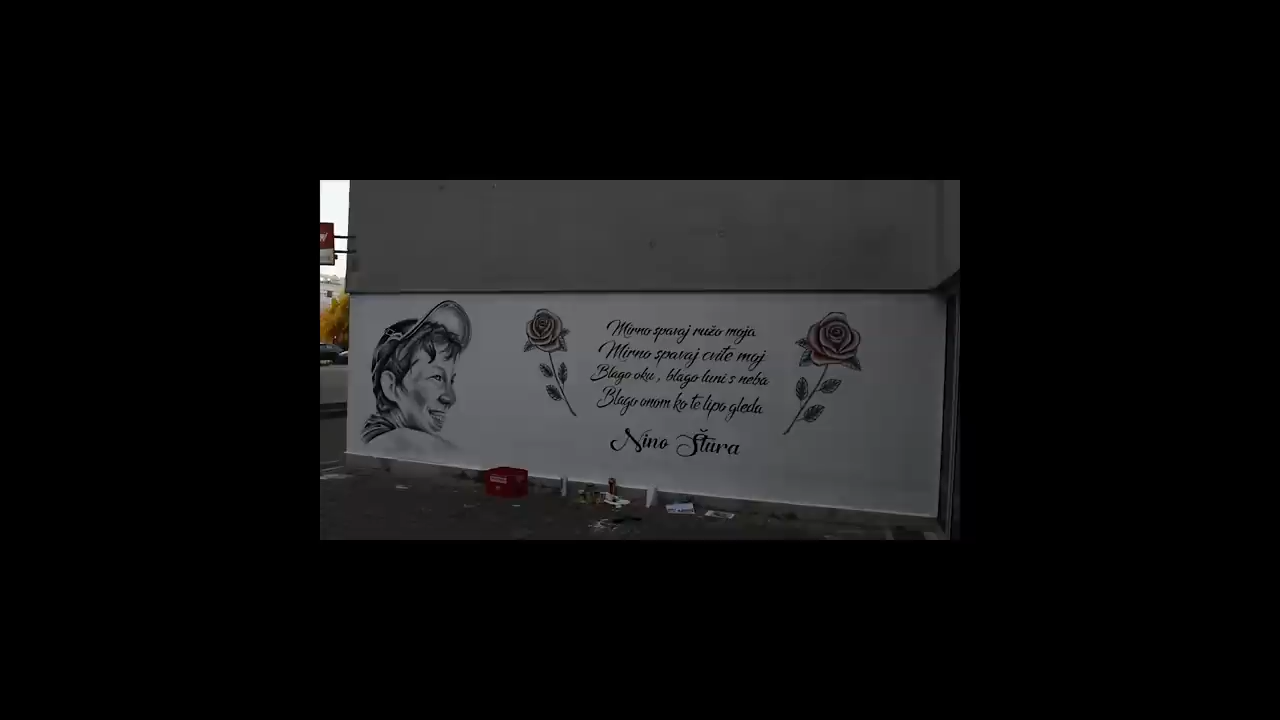 Mirno spavaj ružo moja
Mirno spavaj cvite moj
Blago oku, blago luni s neba
Blago onom ko te lipo gleda
Nino Štura